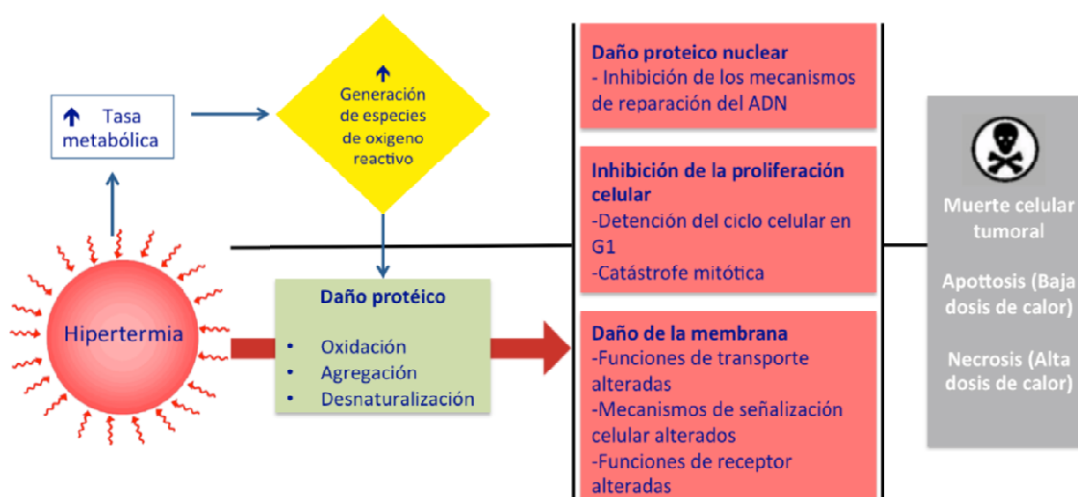 Hipertermia
↑ Tasa
metabólica
↑
Generación
de especies
de oxigeno
reactivo
Daño protéico
• Oxidación
• Agregación
• Desnaturalización
Daño proteico nuclear
- Inhibición de los mecanismos
de reparación del ADN
Inhibición de la proliferación
celular
-Detención del ciclo celular en
G1
-Catástrofe mitótica
Daño de la membrana
-Funciones de transporte
alteradas
-Mecanismos de señalización
celular alterados
-Funciones de receptor
alteradas
Muerte celular
tumoral
Apottosis (Baja
dosis de calor)
Necrosis (Alta
dosis de calor)